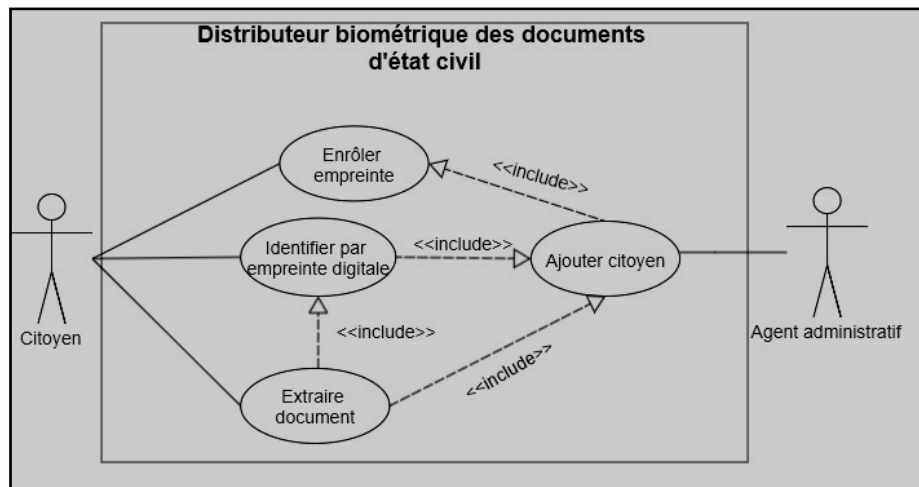 Distributeur biométrique des documents
d'état civil
Enrôler
empreinte
<<include>>
Identifier par
empreinte digitale
<<include>>
Ajouter citoyen
<<include>>
<<include>>
Extraire
document
Citoyen
Agent administratif